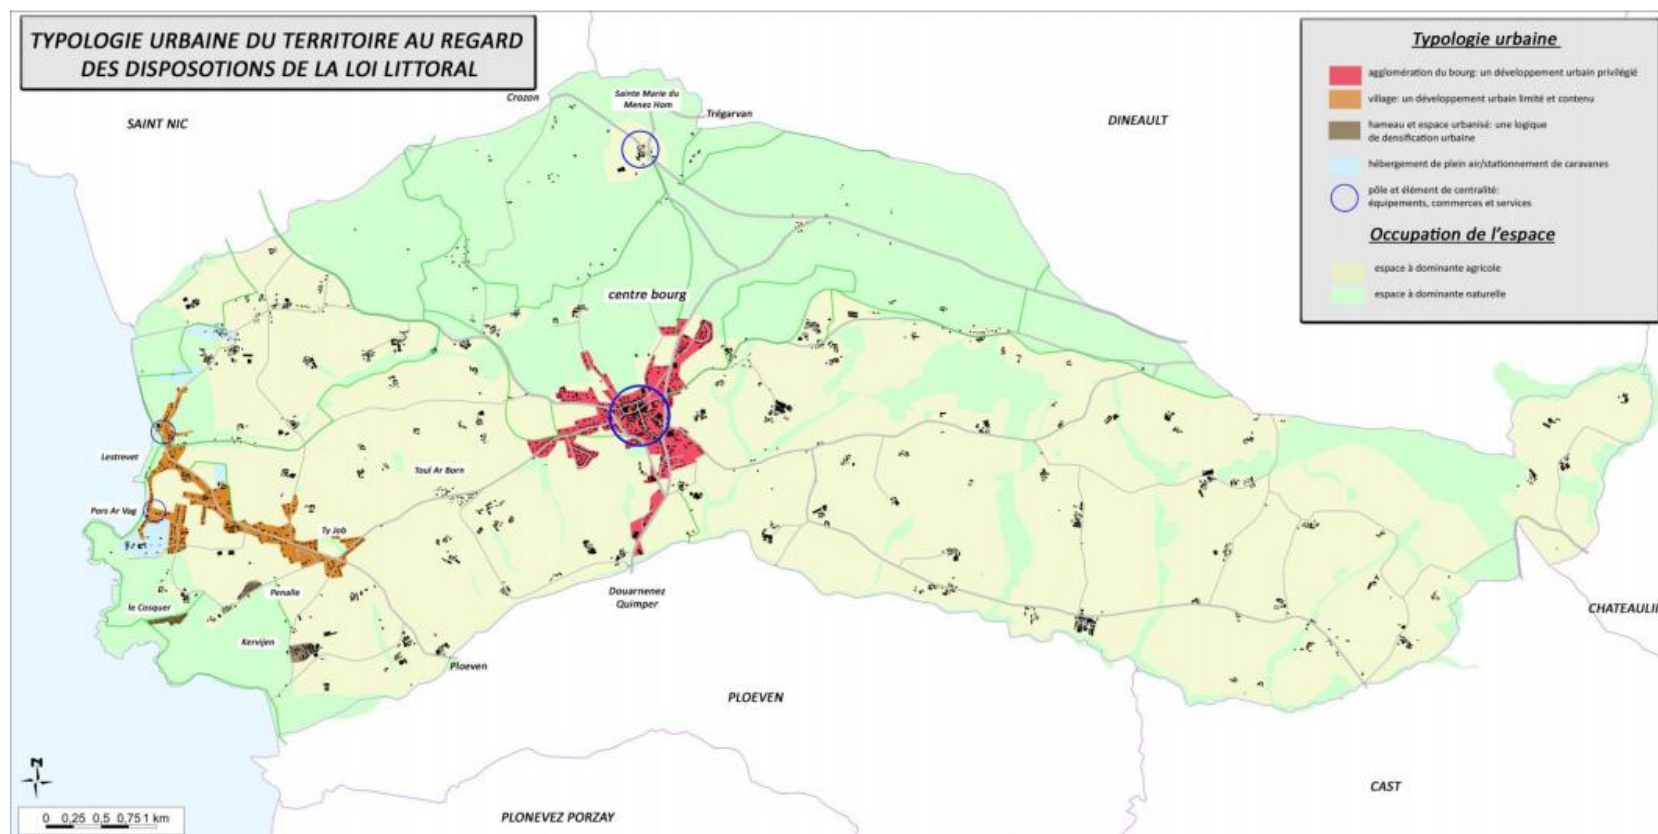 TYPOLOGIE URBAINE DU TERRITOIRE AU REGARD
DES DISPOSOTIONS DE LA LOI LITTORAL
Typologie urbaine
agglomération du bourg: un développement urbain privilégié
village: un développement urbain limité et contenu
hameau et espace urbanisé: une logique
de densification urbaine
hébergement de plein air/stationnement de caravanes
pôle et élément de centralité:
équipements, commerces et services
Occupation de l'espace
espace à dominante agricole
espace à dominante naturelle
SAINT NIC
Crozon
Sainte Marie du
Menez Hom
Trégarvan
DINEAULT
centre bourg
Lestrevet
Toul Ar Born
Pors Ar Vag
Ty Job
Penalle
le Cosquer
Kervijen
Ploeven
Douarnenez
Quimper
CHATEAULIN
PLOEVEN
CAST
PLONEVEZ PORZAY
N
0 0,25 0,5 0,75 1 km